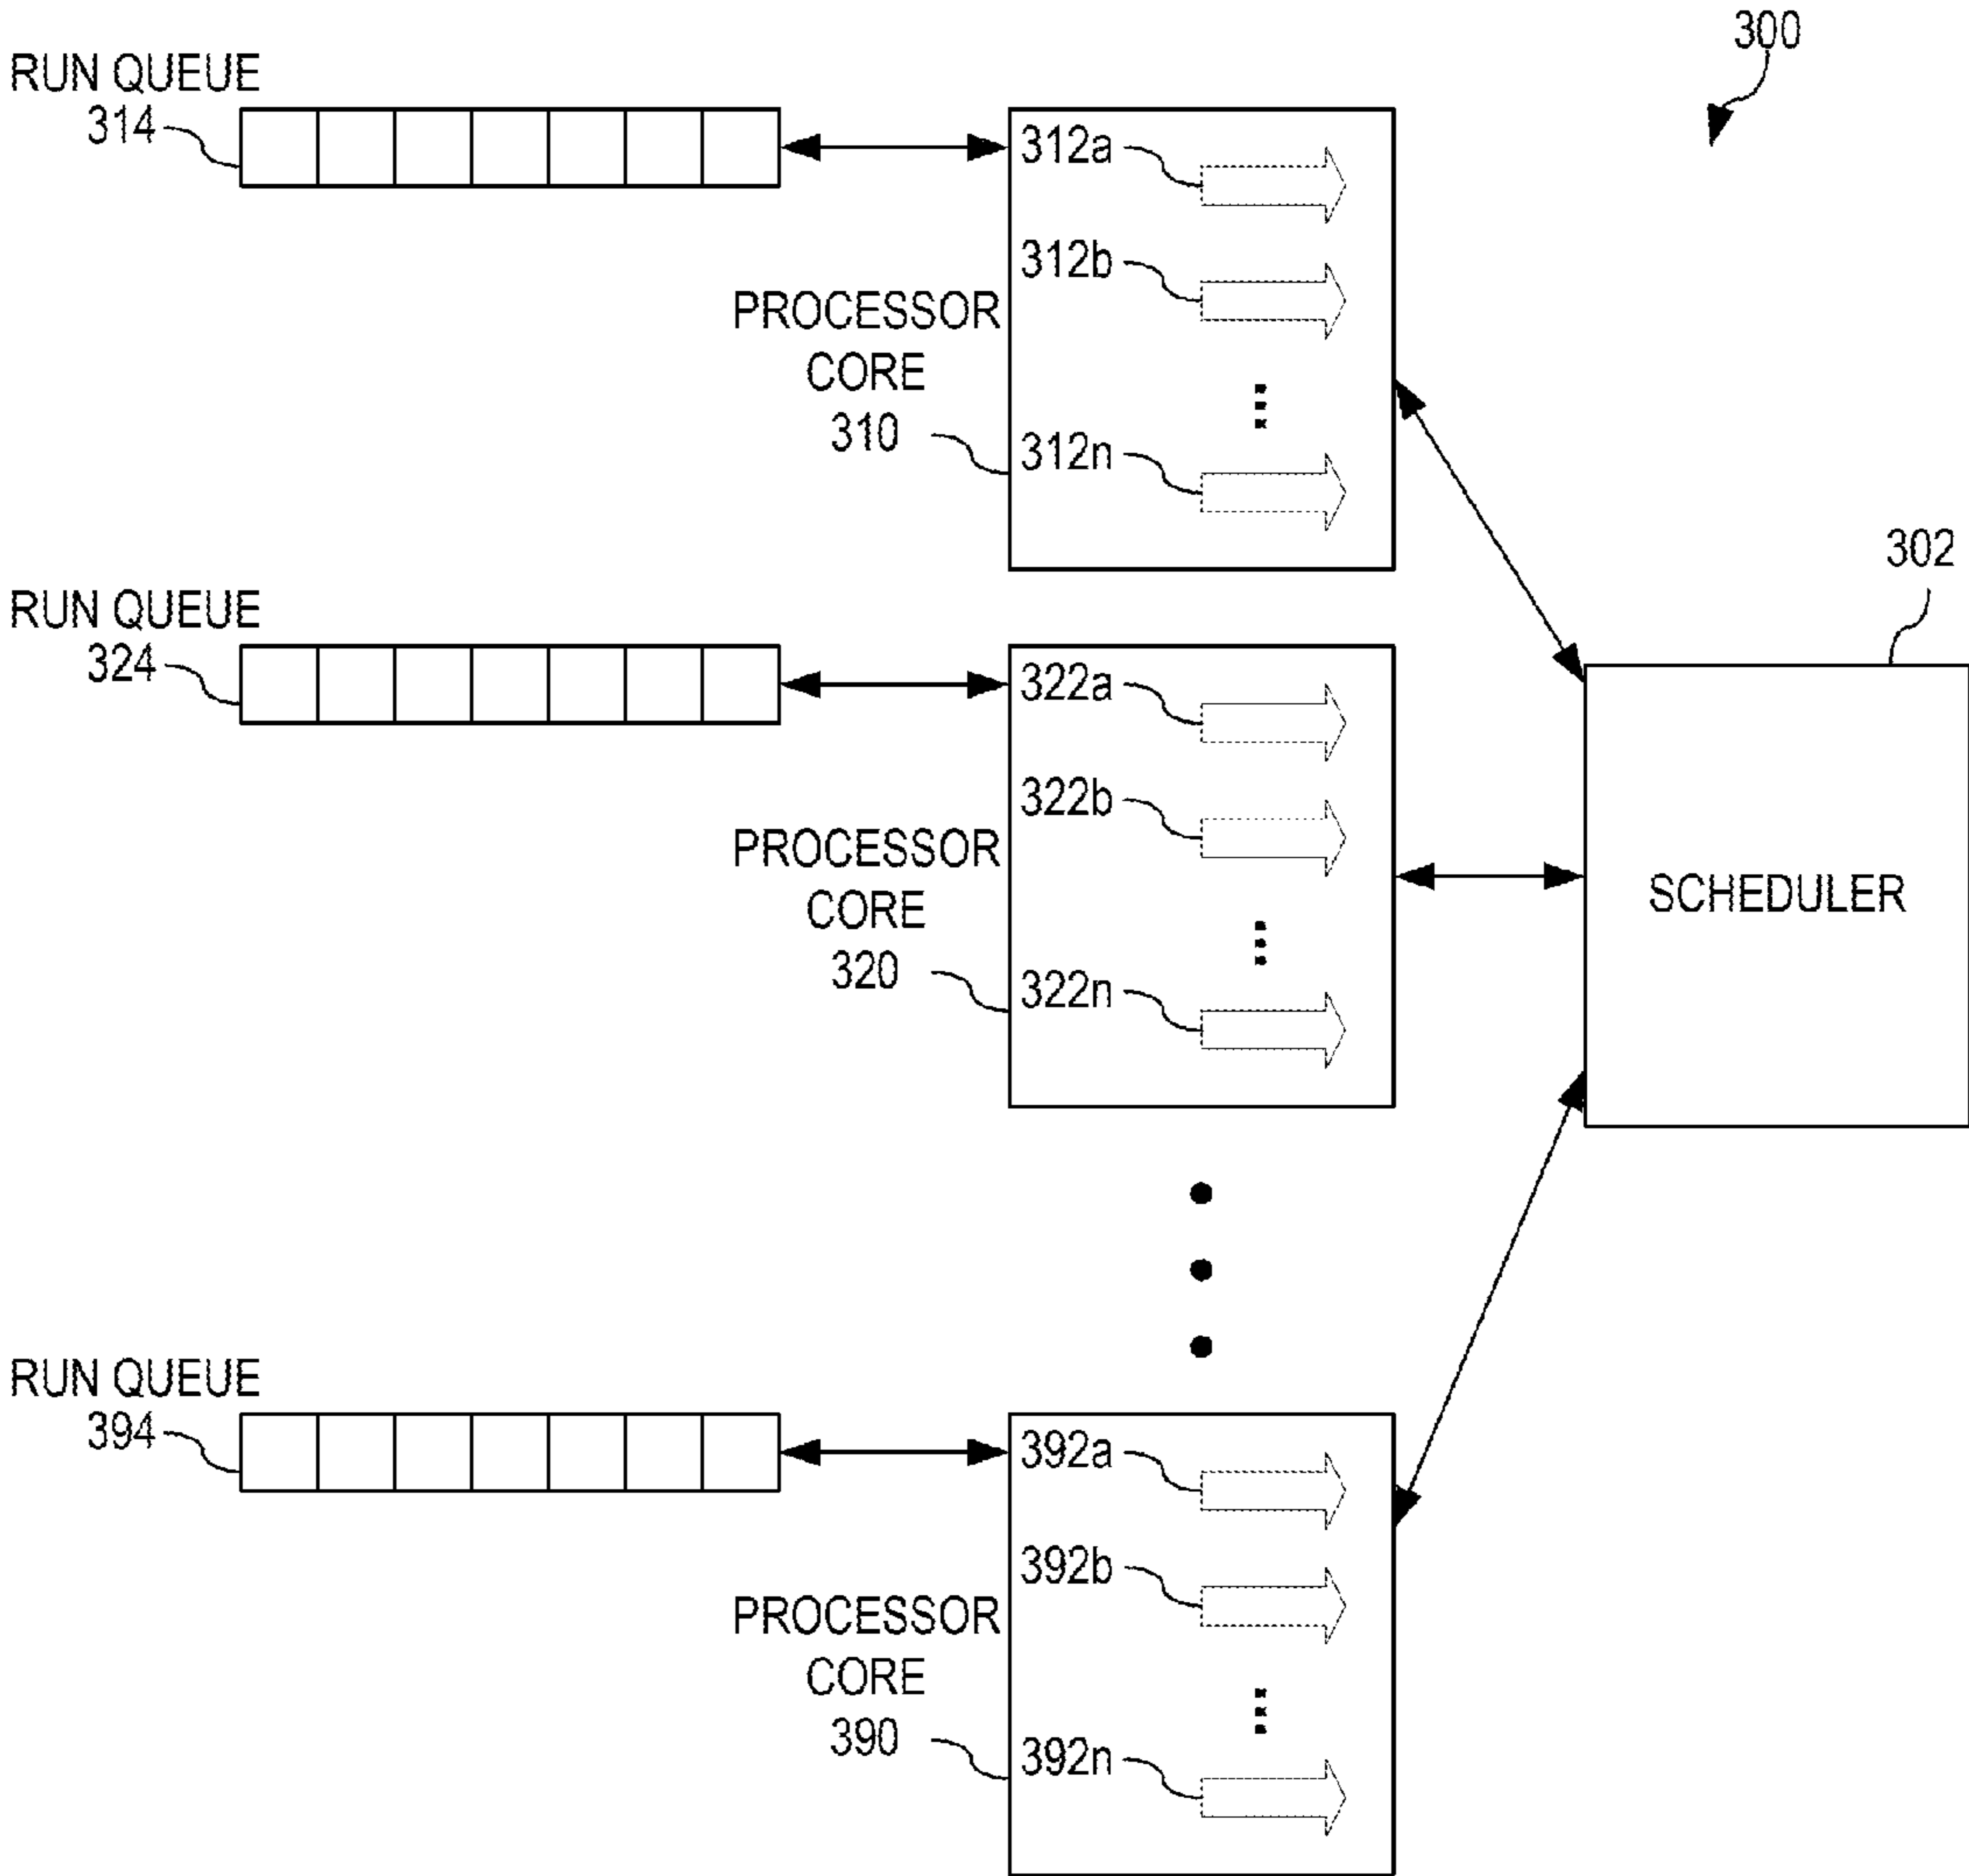 300
RUN QUEUE
314
312a
312b
PROCESSOR
CORE
310
312n
302
RUN QUEUE
324
322a
322b
PROCESSOR
CORE
320
322n
SCHEDULER
RUN QUEUE
394
392a
392b
PROCESSOR
CORE
390
392n